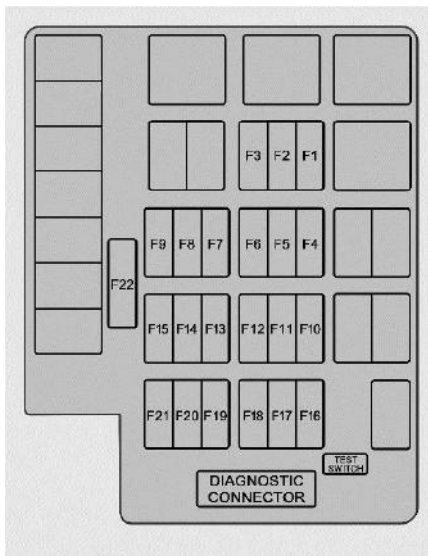 F3 F2 F1
F9 F8 F7 F6 F5 F4
F22
F15 F14 F13 F12 F11 F10
F21 F20 F19 F18 F17 F16
TEST
SWITCH
DIAGNOSTIC
CONNECTOR